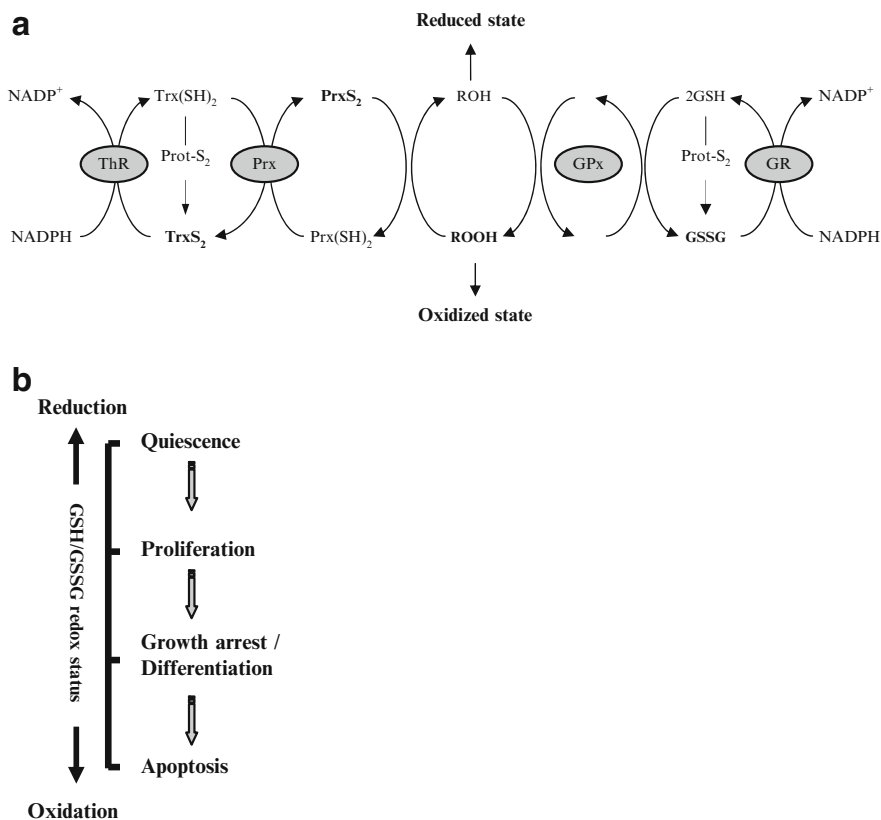 a
Reduced state
NADP⁺ Trx(SH)₂ PrxS₂ ROH 2GSH NADP⁺
ThR Prot-S₂ Prx GPx Prot-S₂ GR
NADPH TrxS₂ Prx(SH)₂ ROOH GSSG NADPH
Oxidized state
b
Reduction
Quiescence
GSH/GSSG redox status
Proliferation
Growth arrest /
Differentiation
Apoptosis
Oxidation